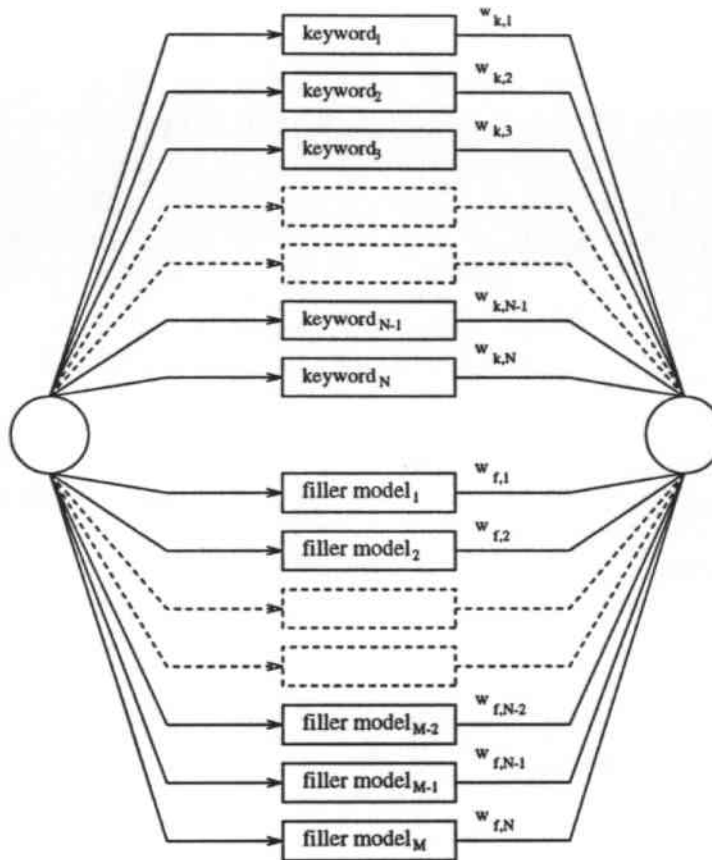 keyword₁ w k,1
keyword₂ w k,2
keyword₃ w k,3
keyword N-1 w k,N-1
keyword N w k,N
filler model₁ w f,1
filler model₂ w f,2
filler model M-2 w f,N-2
filler model M-1 w f,N-1
filler model M w f,N